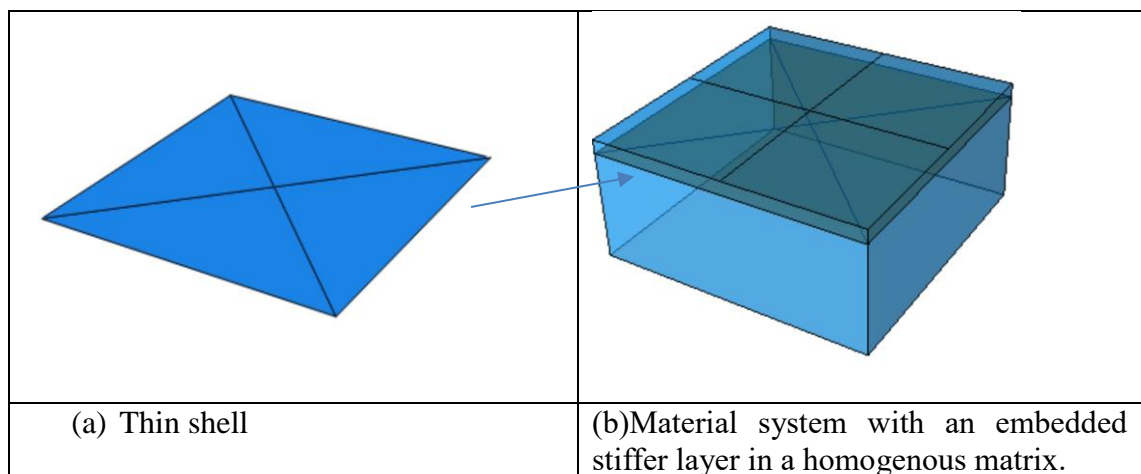 (a) Thin shell
(b)Material system with an embedded
stiffer layer in a homogenous matrix.